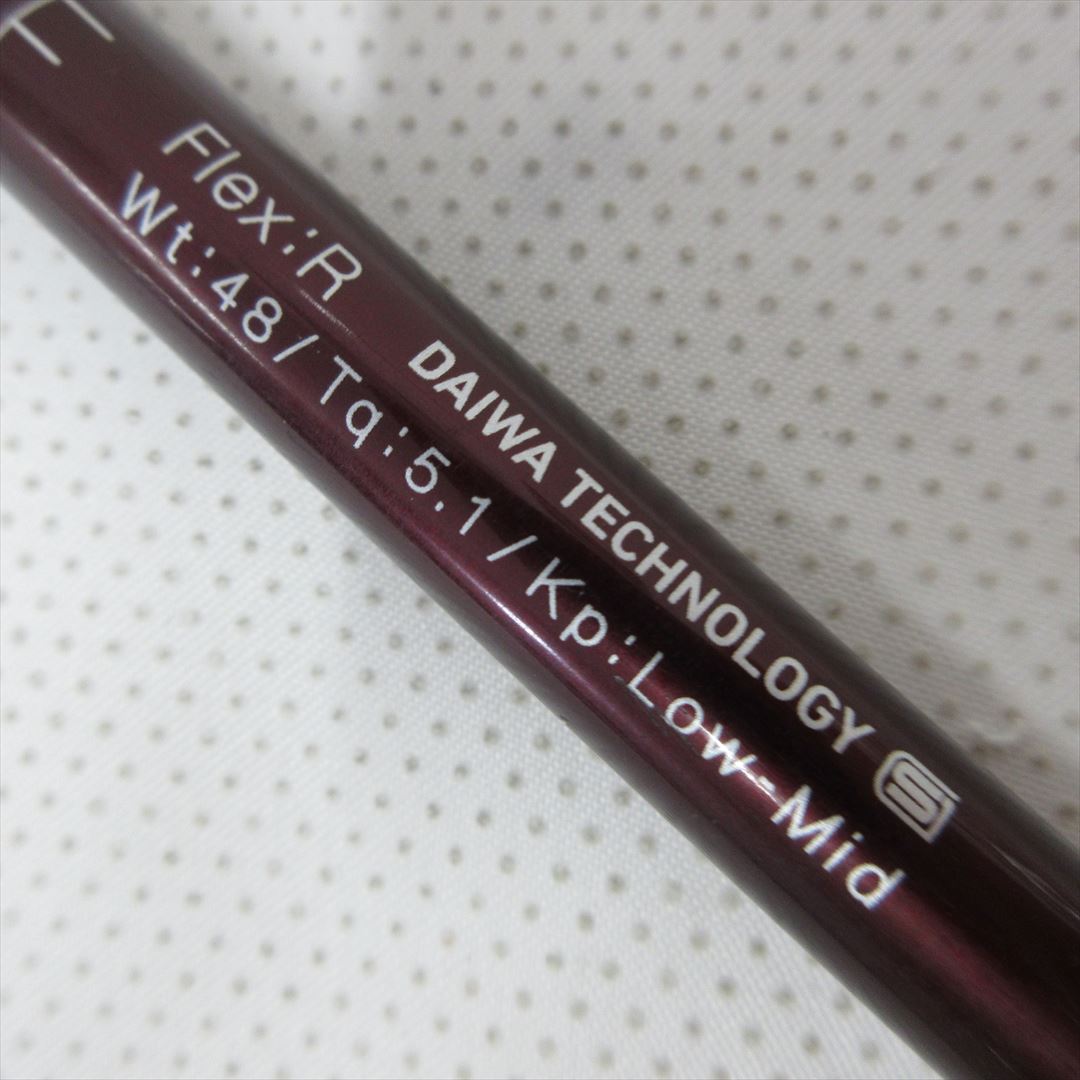 Flex:R
DAIWA TECHNOLOGY
Wt:48/Tq:5.1/Kp:Low-Mid